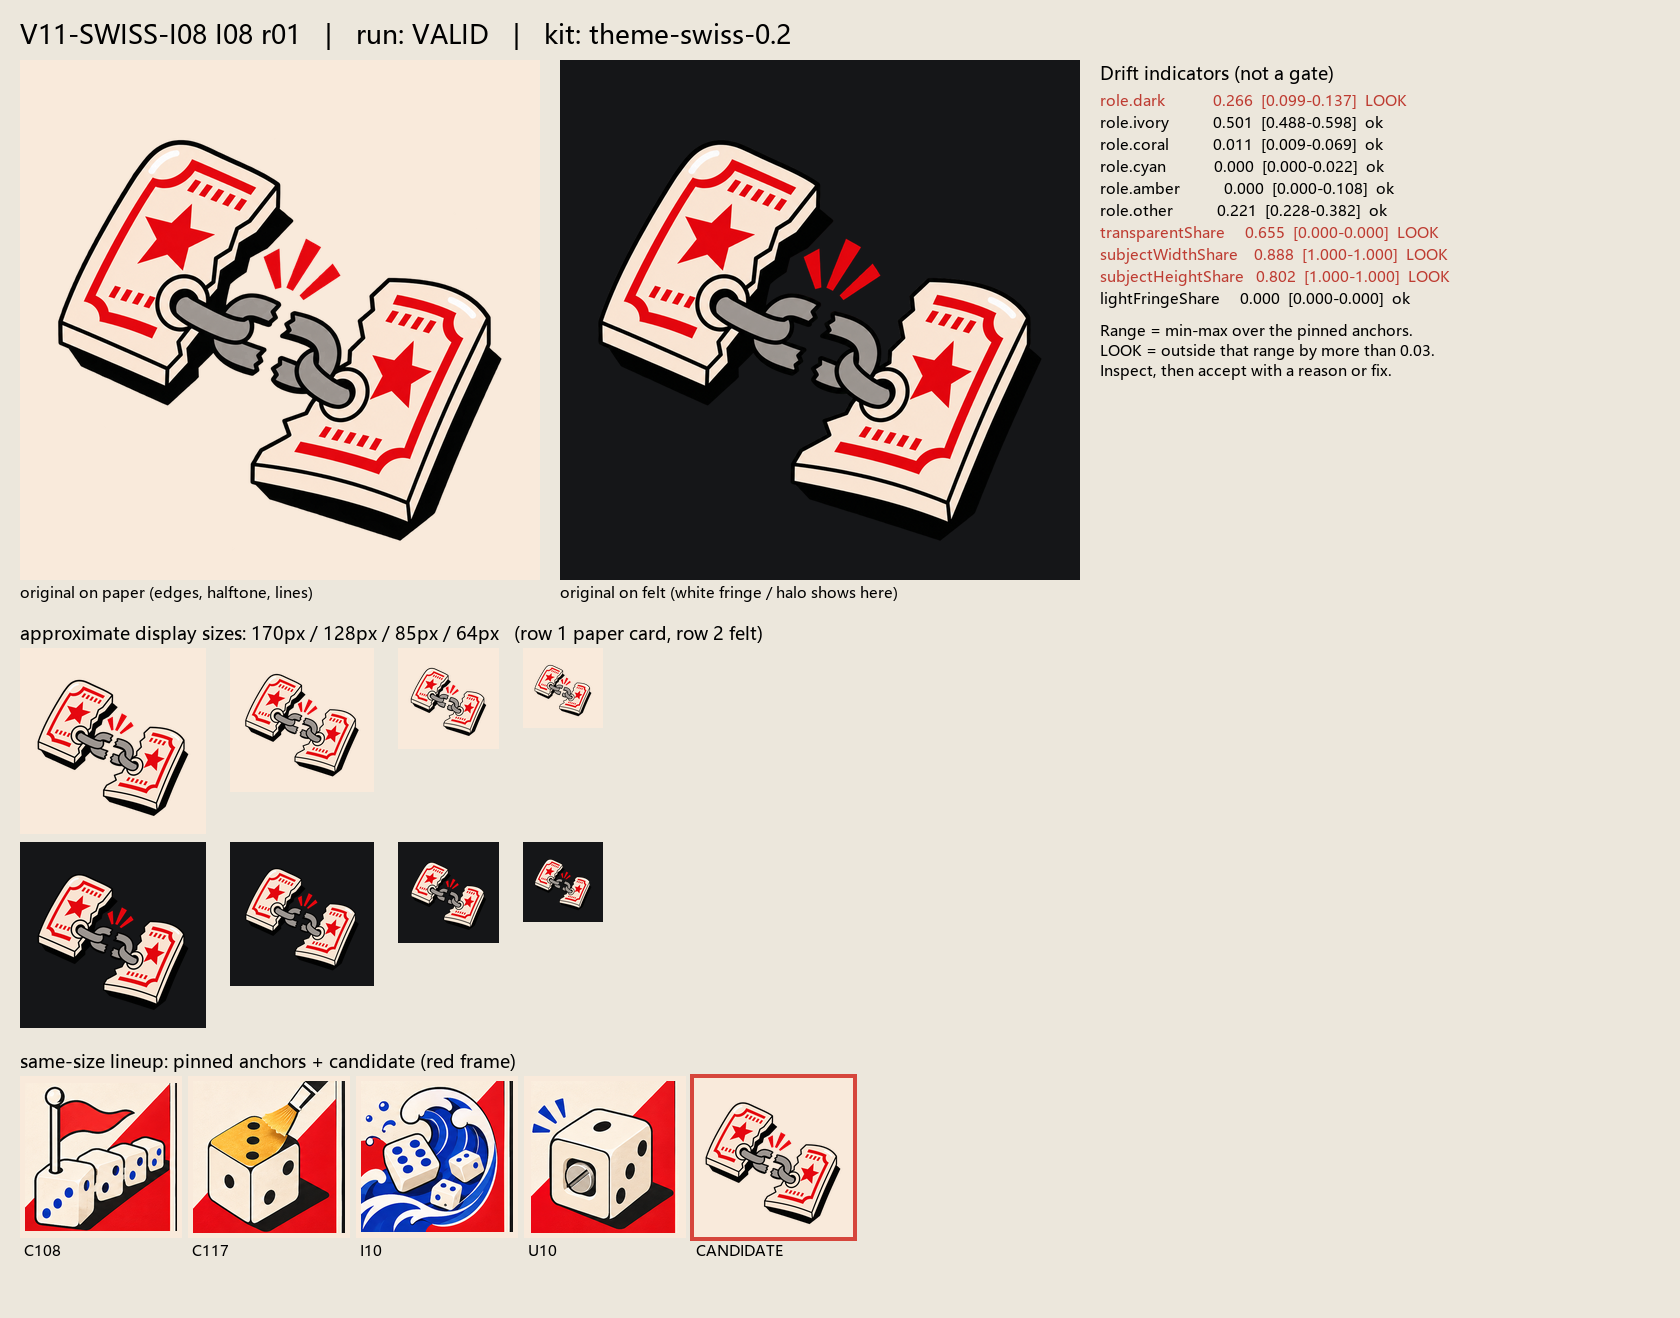 V11-SWISS-I08 I08 r01 | run: VALID | kit: theme-swiss-0.2
Drift indicators (not a gate)
role.dark 0.266 [0.099-0.137] LOOK
role.ivory 0.501 [0.488-0.598] ok
role.coral 0.011 [0.009-0.069] ok
role.cyan 0.000 [0.000-0.022] ok
role.amber 0.000 [0.000-0.108] ok
role.other 0.221 [0.228-0.382] ok
transparentShare 0.655 [0.000-0.000] LOOK
subjectWidthShare 0.888 [1.000-1.000] LOOK
subjectHeightShare 0.802 [1.000-1.000] LOOK
lightFringeShare 0.000 [0.000-0.000] ok
Range = min-max over the pinned anchors.
LOOK = outside that range by more than 0.03.
Inspect, then accept with a reason or fix.
original on paper (edges, halftone, lines)
original on felt (white fringe / halo shows here)
approximate display sizes: 170px / 128px / 85px / 64px (row 1 paper card, row 2 felt)
same-size lineup: pinned anchors + candidate (red frame)
C108
C117
I10
U10
CANDIDATE